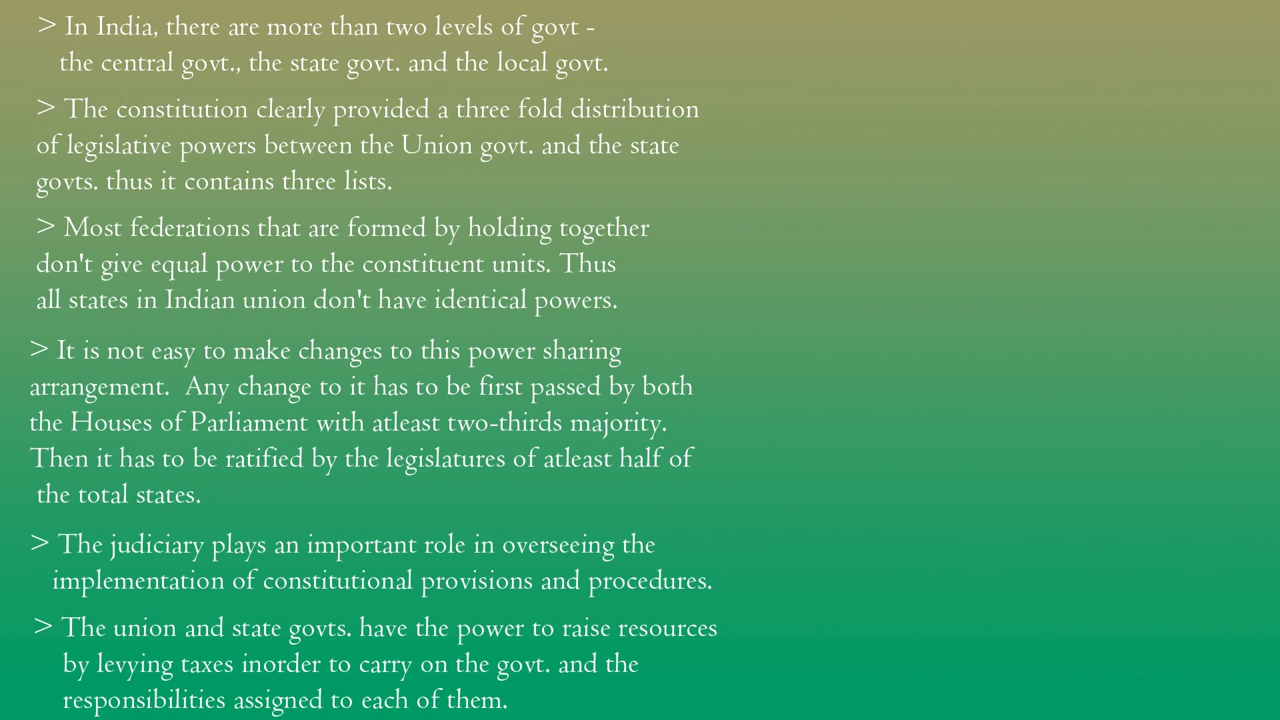 > In India, there are more than two levels of govt -
the central govt., the state govt. and the local govt.
> The constitution clearly provided a three fold distribution
of legislative powers between the Union govt. and the state
govts. thus it contains three lists.
> Most federations that are formed by holding together
don't give equal power to the constituent units. Thus
all states in Indian union don't have identical powers.
> It is not easy to make changes to this power sharing
arrangement.  Any change to it has to be first passed by both
the Houses of Parliament with atleast two-thirds majority.
Then it has to be ratified by the legislatures of atleast half of
the total states.
> The judiciary plays an important role in overseeing the
implementation of constitutional provisions and procedures.
> The union and state govts. have the power to raise resources
by levying taxes inorder to carry on the govt. and the
responsibilities assigned to each of them.